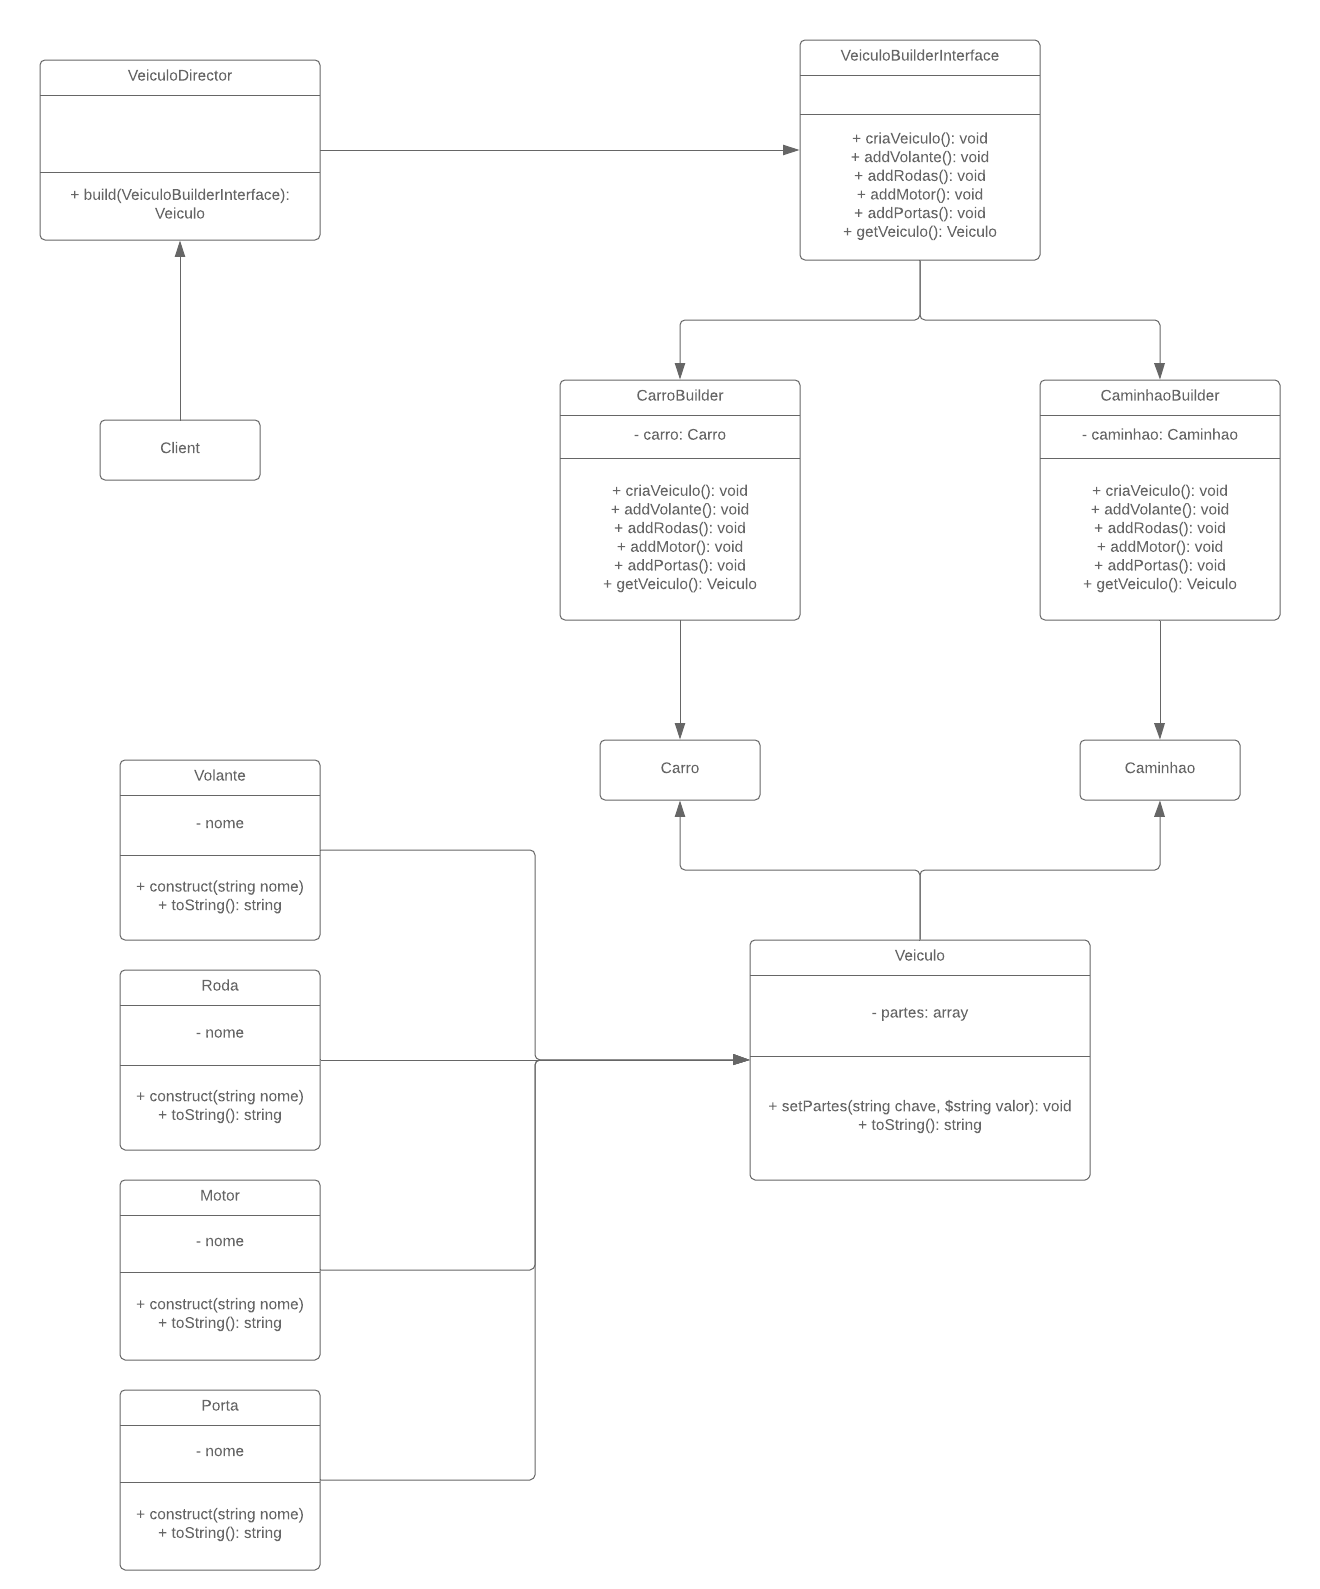 VeiculoDirector
+ build(VeiculoBuilderInterface):
Veiculo
VeiculoBuilderInterface
+ criaVeiculo(): void
+ addVolante(): void
+ addRodas(): void
+ addMotor(): void
+ addPortas(): void
+ getVeiculo(): Veiculo
Client
CarroBuilder
- carro: Carro
+ criaVeiculo(): void
+ addVolante(): void
+ addRodas(): void
+ addMotor(): void
+ addPortas(): void
+ getVeiculo(): Veiculo
CaminhaoBuilder
- caminhao: Caminhao
+ criaVeiculo(): void
+ addVolante(): void
+ addRodas(): void
+ addMotor(): void
+ addPortas(): void
+ getVeiculo(): Veiculo
Carro
Caminhao
Volante
- nome
+ construct(string nome)
+ toString(): string
Roda
- nome
+ construct(string nome)
+ toString(): string
Veiculo
- partes: array
+ setPartes(string chave, $string valor): void
+ toString(): string
Motor
- nome
+ construct(string nome)
+ toString(): string
Porta
- nome
+ construct(string nome)
+ toString(): string